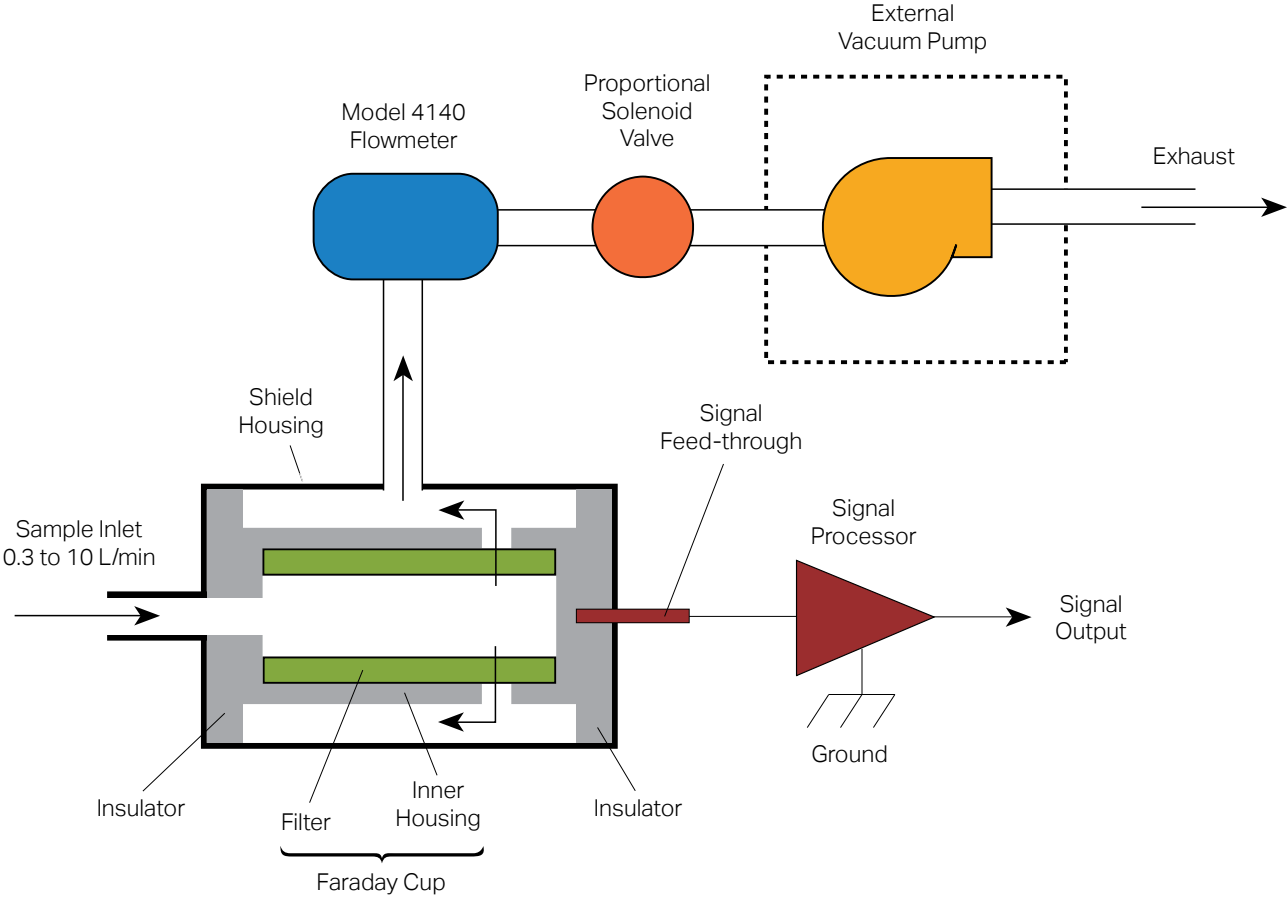 External
Vacuum Pump
Proportional
Solenoid
Valve
Model 4140
Flowmeter
Exhaust
Shield
Housing
Signal
Feed-through
Signal
Processor
Sample Inlet
0.3 to 10 L/min
Signal
Output
Ground
Insulator
Filter
Inner
Housing
Insulator
Faraday Cup